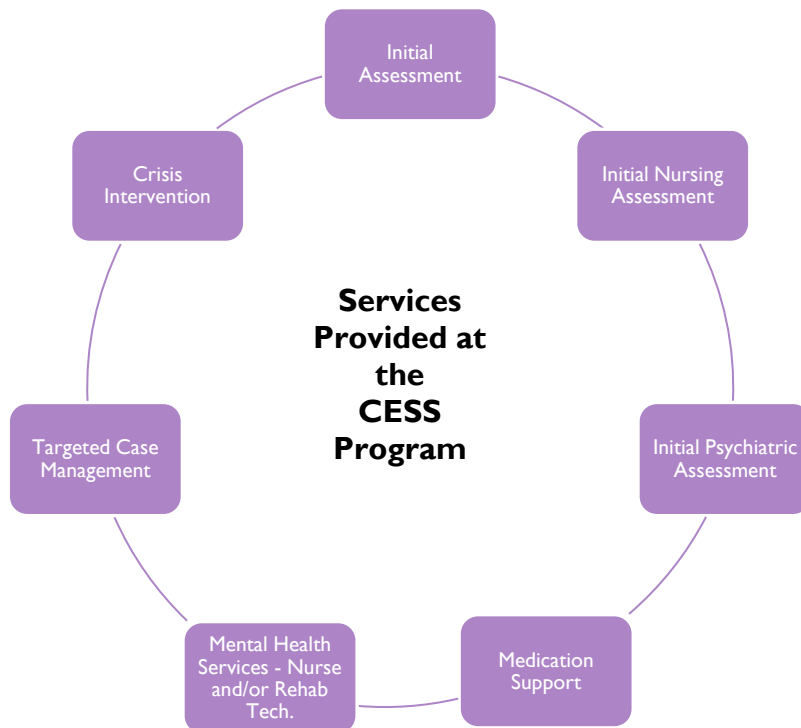 Initial
Assessment
Initial Nursing
Assessment
Initial Psychiatric
Assessment
Medication
Support
Mental Health
Services - Nurse
and/or Rehab
Tech.
Targeted Case
Management
Crisis
Intervention
Services
Provided at
the
CESS
Program